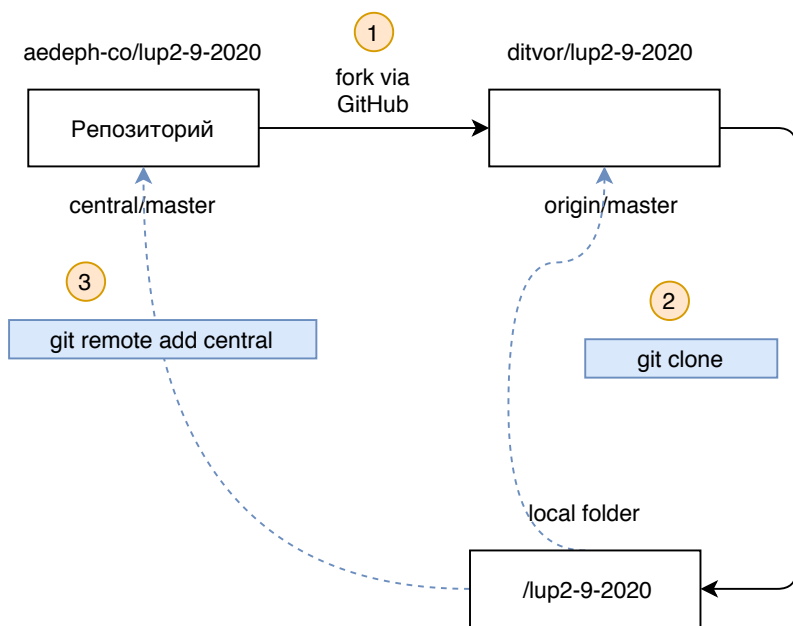 1
aedeph-co/lup2-9-2020
ditvor/lup2-9-2020
fork via
GitHub
Репозиторий
central/master
origin/master
3
2
git remote add central
git clone
local folder
/lup2-9-2020